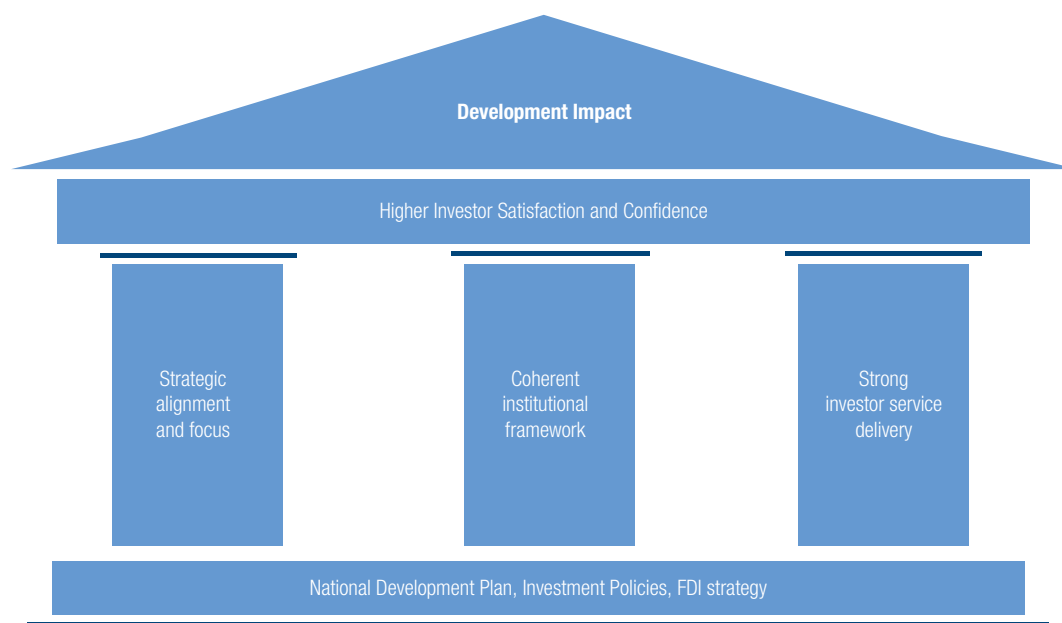 Development Impact
Higher Investor Satisfaction and Confidence
Strategic
alignment
and focus
Coherent
institutional
framework
Strong
investor service
delivery
National Development Plan, Investment Policies, FDI strategy